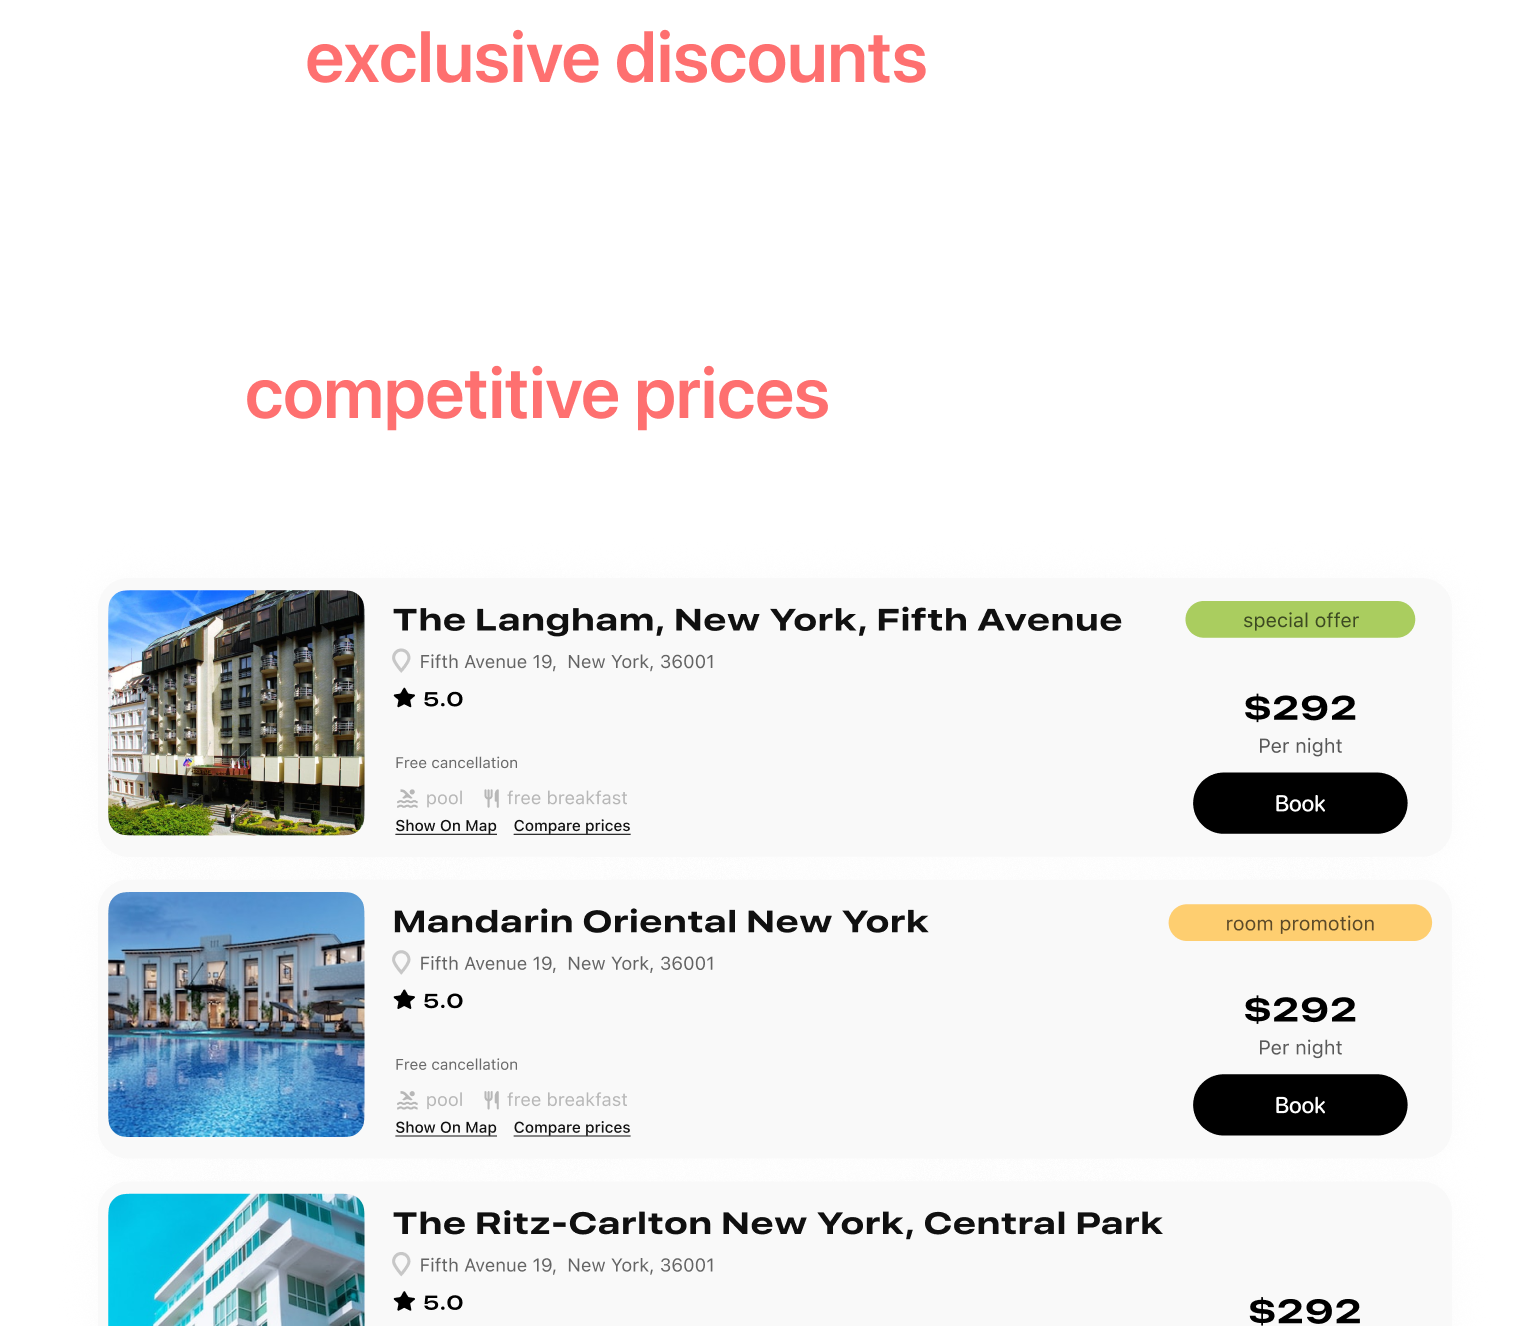 exclusive discounts
competitive prices
The Langham, New York, Fifth Avenue
special offer
Fifth Avenue 19, New York, 36001
5.0
$292
Per night
Free cancellation
pool free breakfast
Book
Show On Map Compare prices
Mandarin Oriental New York
room promotion
Fifth Avenue 19, New York, 36001
5.0
$292
Per night
Free cancellation
pool free breakfast
Book
Show On Map Compare prices
The Ritz-Carlton New York, Central Park
Fifth Avenue 19, New York, 36001
5.0
$292